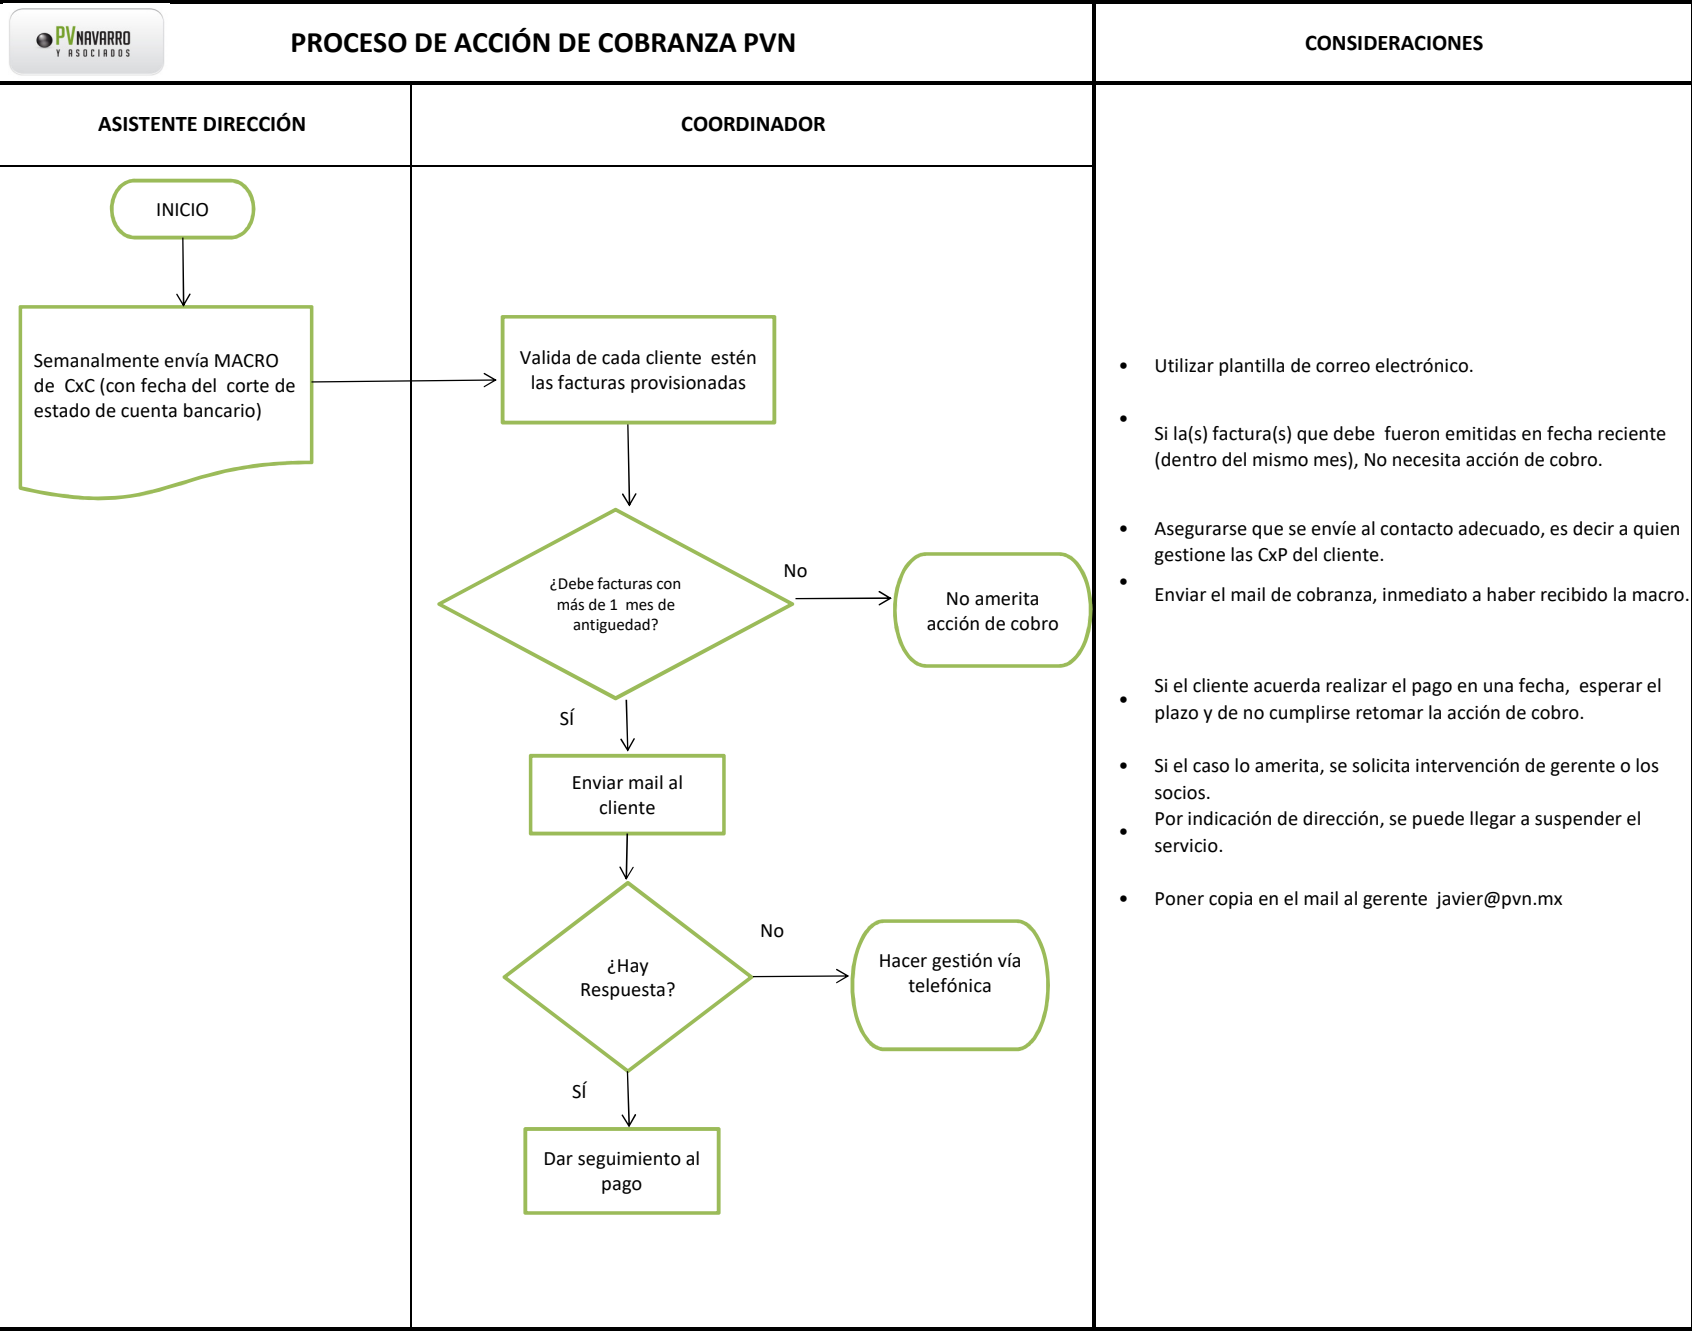 PVNAVARRO
Y ASOCIADOS
PROCESO DE ACCIÓN DE COBRANZA PVN
CONSIDERACIONES
ASISTENTE DIRECCIÓN
COORDINADOR
INICIO
Semanalmente envía MACRO
de CxC (con fecha del corte de
estado de cuenta bancario)
Valida de cada cliente estén
las facturas provisionadas
¿Debe facturas con
más de 1 mes de
antiguedad?
No
No amerita
acción de cobro
SÍ
Enviar mail al
cliente
¿Hay
Respuesta?
No
Hacer gestión vía
telefónica
SÍ
Dar seguimiento al
pago
• Utilizar plantilla de correo electrónico.
• Si la(s) factura(s) que debe fueron emitidas en fecha reciente
(dentro del mismo mes), No necesita acción de cobro.
• Asegurarse que se envíe al contacto adecuado, es decir a quien
gestione las CxP del cliente.
• Enviar el mail de cobranza, inmediato a haber recibido la macro.
• Si el cliente acuerda realizar el pago en una fecha, esperar el
plazo y de no cumplirse retomar la acción de cobro.
• Si el caso lo amerita, se solicita intervención de gerente o los
socios.
• Por indicación de dirección, se puede llegar a suspender el
servicio.
• Poner copia en el mail al gerente javier@pvn.mx